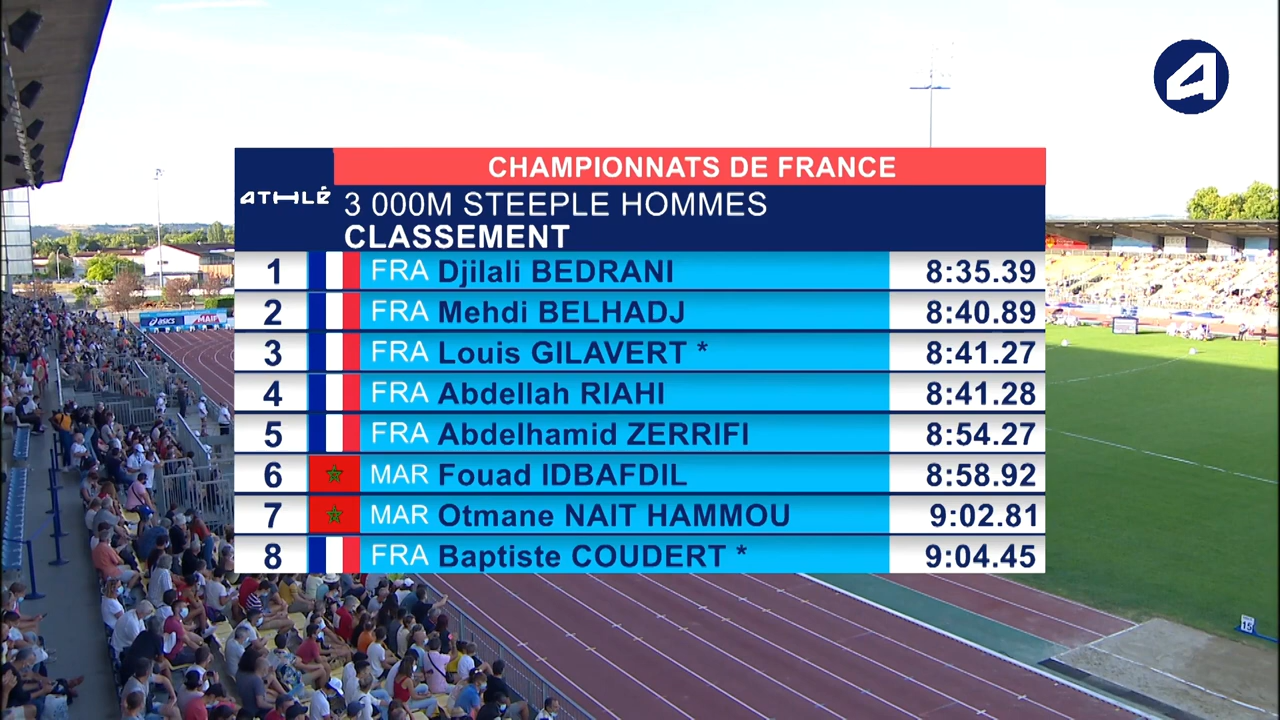 CHAMPIONNATS DE FRANCE
ATHLÉ
3 000M STEEPLE HOMMES
CLASSEMENT
1 FRA Djilali BEDRANI 8:35.39
2 FRA Mehdi BELHADJ 8:40.89
3 FRA Louis GILAVERT * 8:41.27
4 FRA Abdellah RIAHI 8:41.28
5 FRA Abdelhamid ZERRIFI 8:54.27
6 MAR Fouad IDBAFDIL 8:58.92
7 MAR Otmane NAIT HAMMOU 9:02.81
8 FRA Baptiste COUDERT * 9:04.45
asics MAIF
15